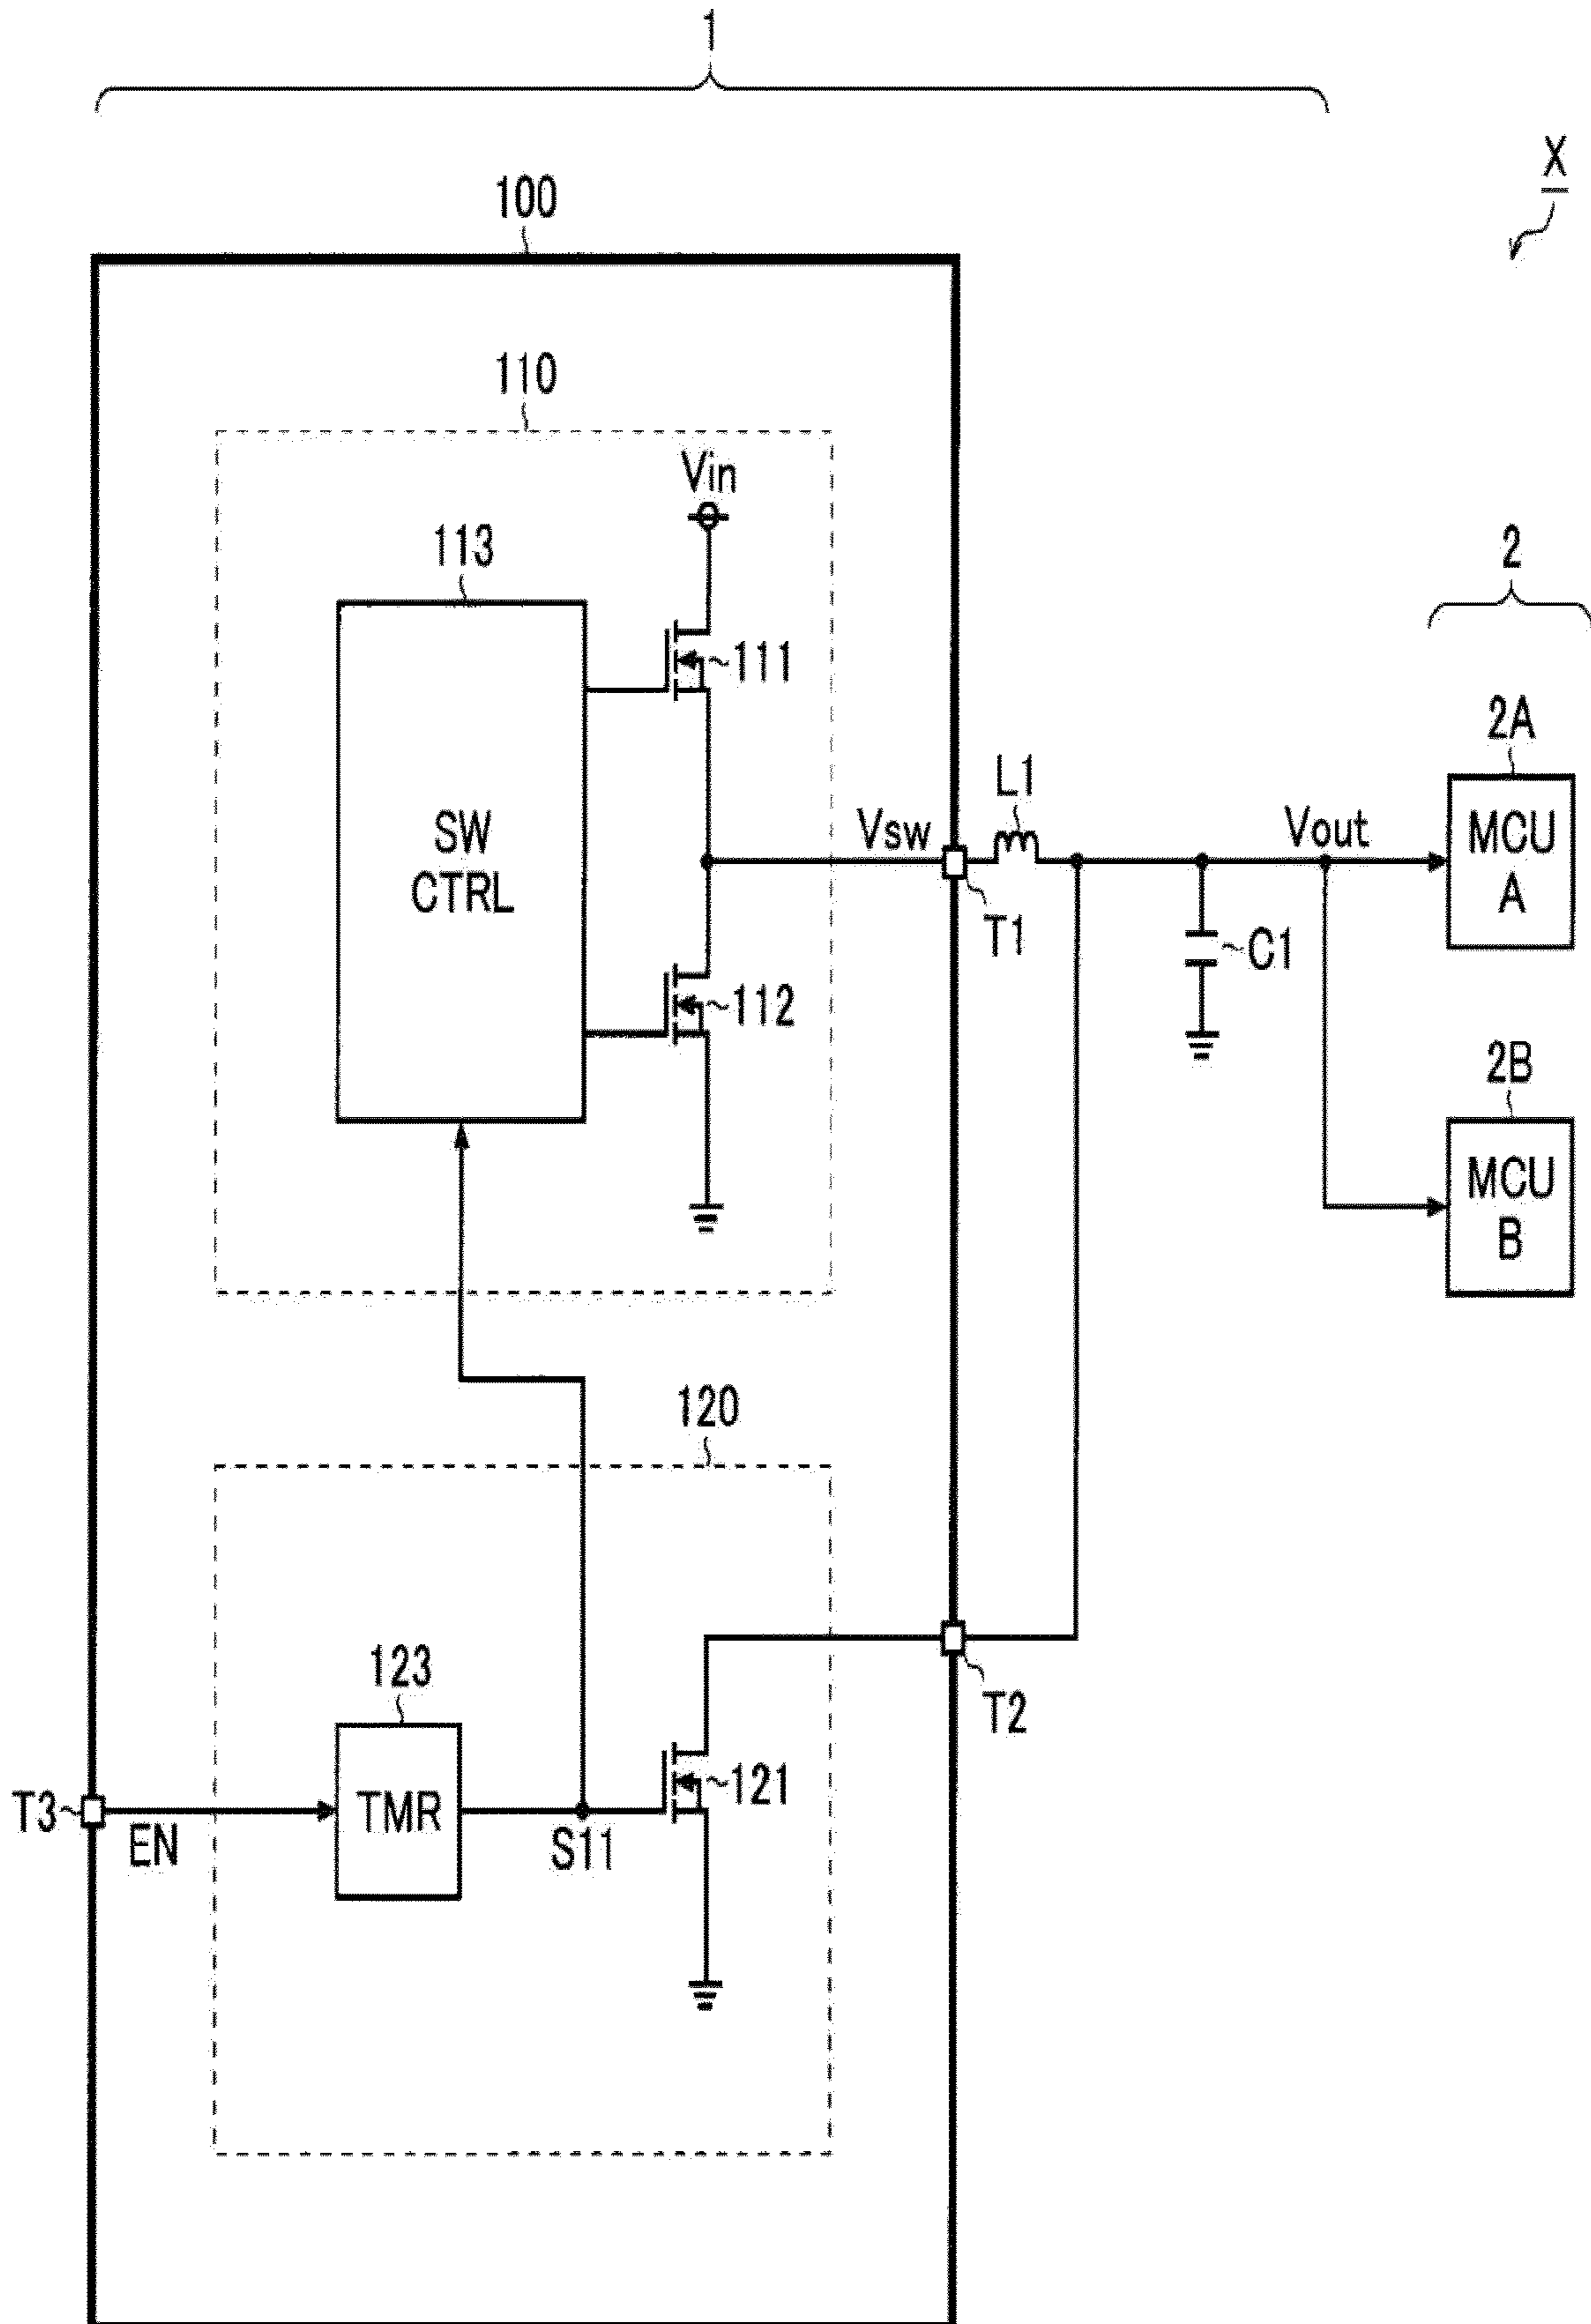 1
X
100
110
Vin
113
2
111
2A
SW
CTRL
L1
Vsw
Vout
MCU
A
T1
C1
112
2B
MCU
B
120
123
T2
T3
TMR
121
EN
S11